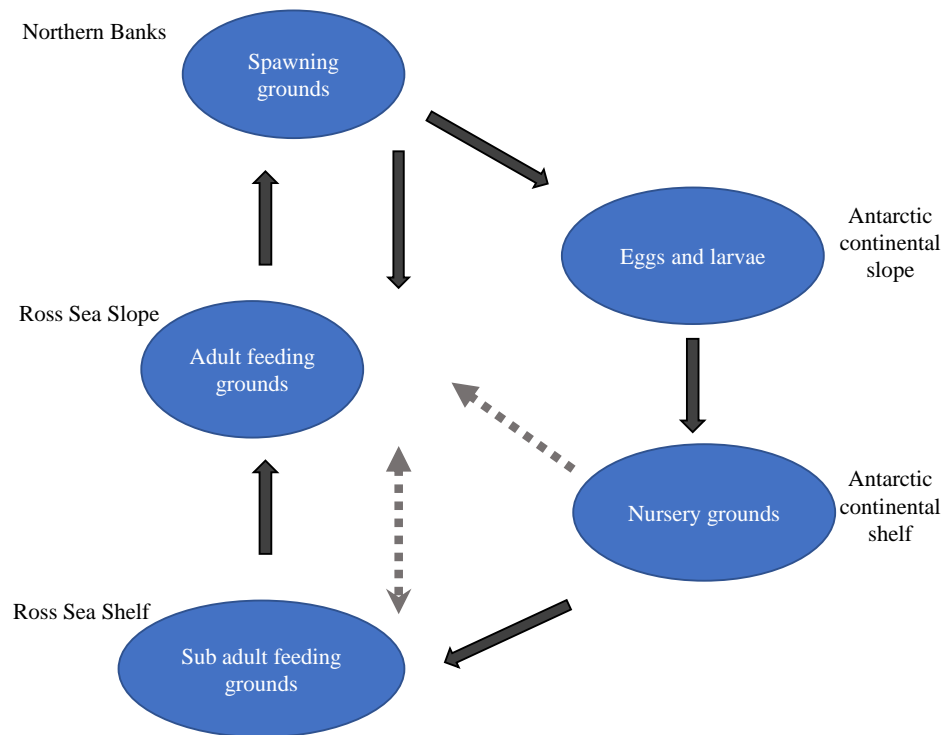 Northern Banks
Spawning
grounds
Eggs and larvae
Antarctic
continental
slope
Ross Sea Slope
Adult feeding
grounds
Nursery grounds
Antarctic
continental
shelf
Ross Sea Shelf
Sub adult feeding
grounds